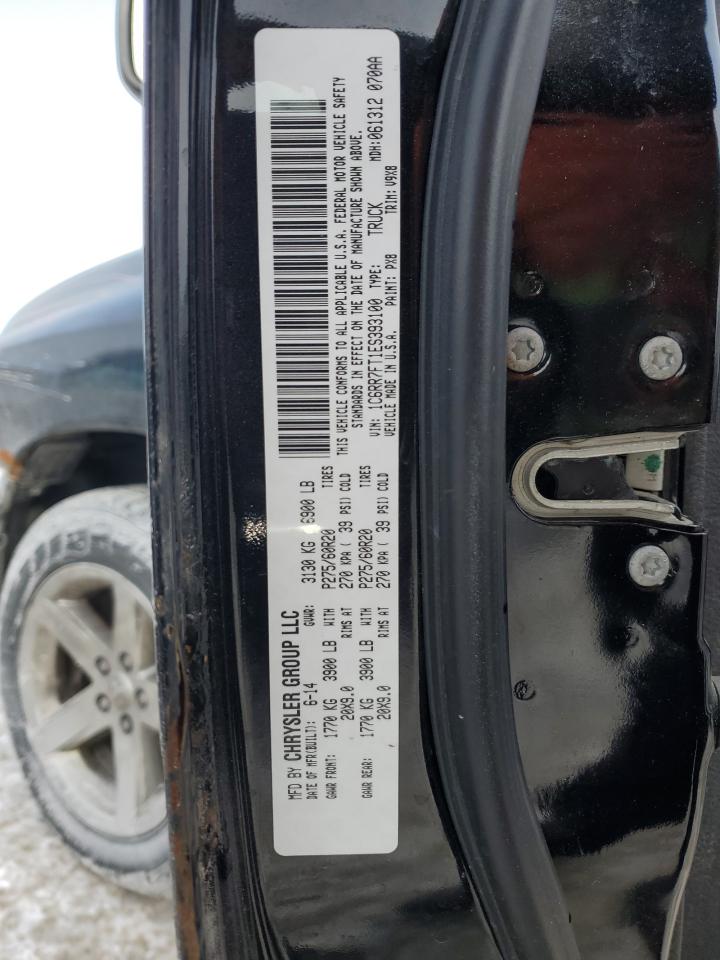 MFD BY CHRYSLER GROUP LLC
DATE OF MFR(BUILT): 6-14 GVWR: 3130 KG 6900 LB
GAWR FRONT: 1770 KG 3900 LB WITH P275/60R20 TIRES
20X9.0 RIMS AT 270 KPA ( 39 PSI) COLD
GAWR REAR: 1770 KG 3900 LB WITH P275/60R20 TIRES
20X9.0 RIMS AT 270 KPA ( 39 PSI) COLD
THIS VEHICLE CONFORMS TO ALL APPLICABLE U.S.A. FEDERAL MOTOR VEHICLE SAFETY
STANDARDS IN EFFECT ON THE DATE OF MANUFACTURE SHOWN ABOVE.
VIN: 1C6RR7FT1ES393100 TYPE: TRUCK MDH: 061312 070AA
VEHICLE MADE IN U.S.A. PAINT: PX8 TRIM: V9X8